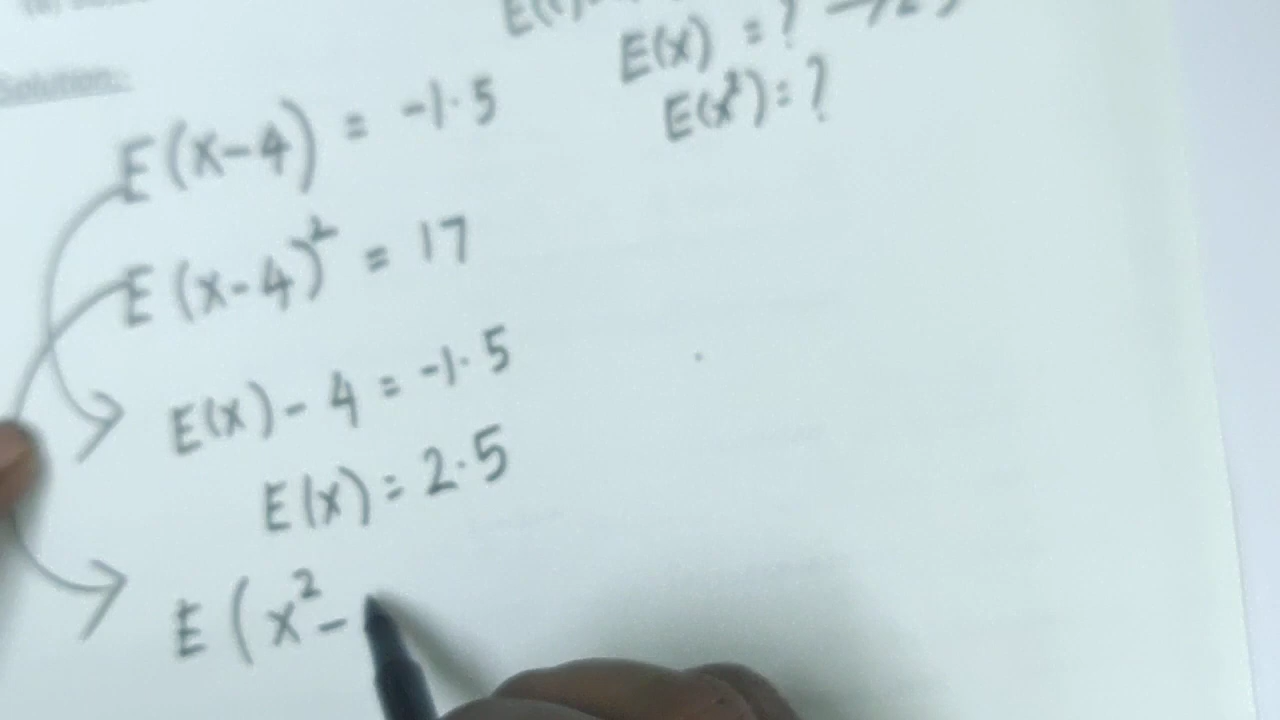 E(x) = ?
E(x²) = ?
Solution:
E(x-4) = -1.5
E(x-4)² = 17
E(x) - 4 = -1.5
E(x) = 2.5
E(x² -